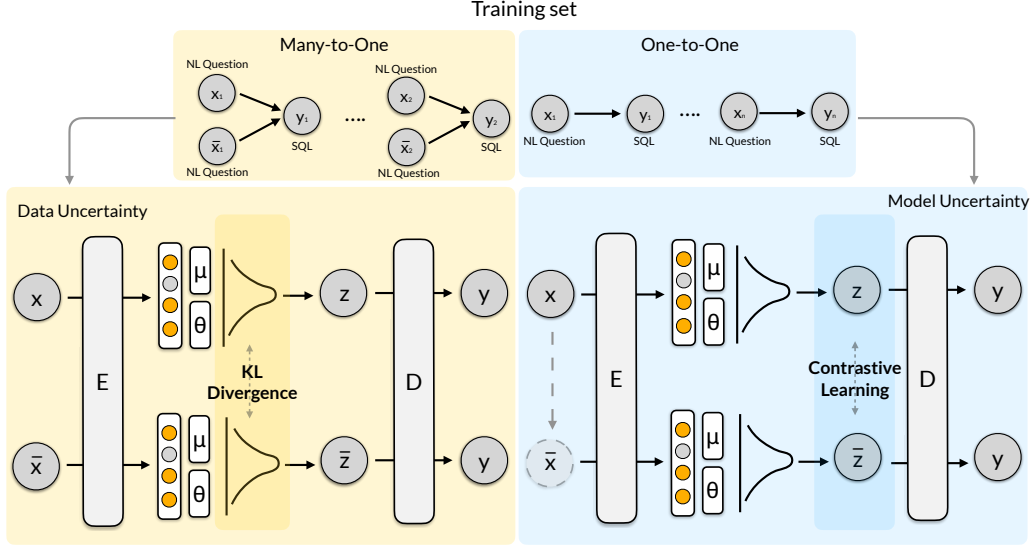 Training set
Many-to-One
One-to-One
NL Question
NL Question
x₁
x₂
y₁
y₂
....
x̄₁
x̄₂
SQL
SQL
NL Question
NL Question
x₁
y₁
....
xₙ
yₙ
NL Question
SQL
NL Question
SQL
Data Uncertainty
Model Uncertainty
x
E
μ
θ
z
D
y
KL
Divergence
x̄
μ
θ
z̄
y
x
E
μ
θ
z
D
y
Contrastive
Learning
x̄
μ
θ
z̄
y